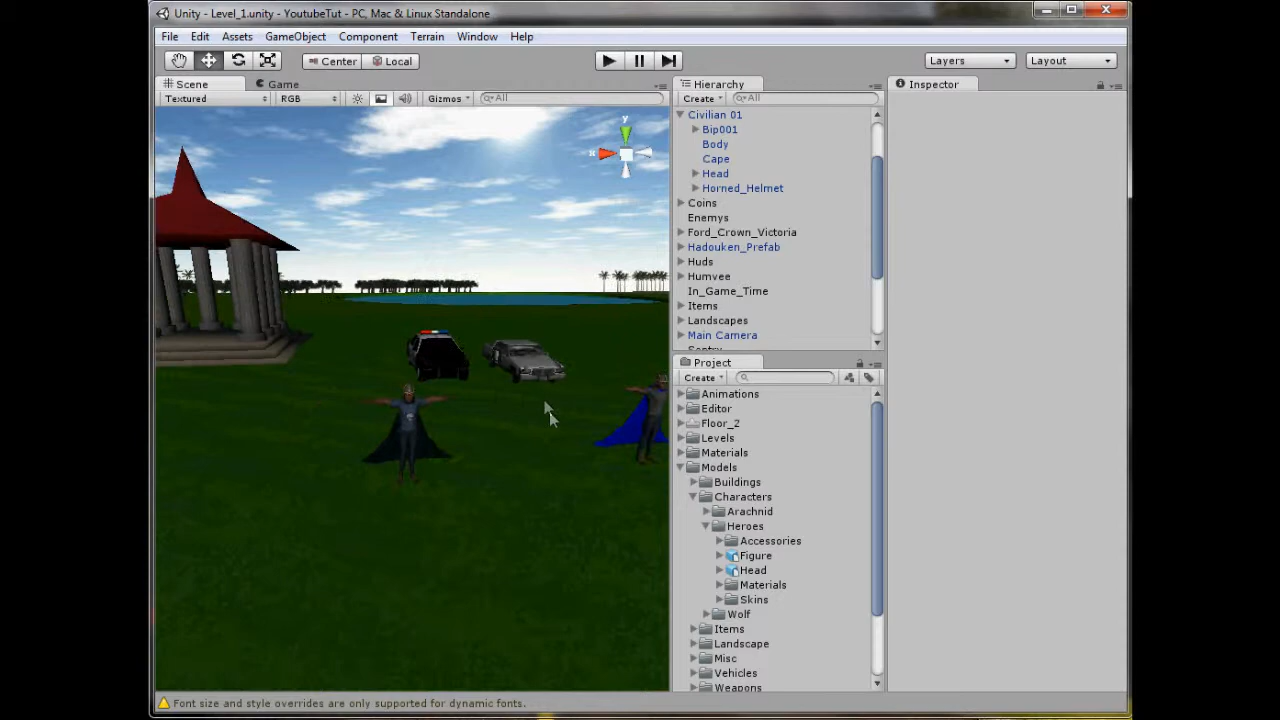 Unity - Level_1.unity - YoutubeTut - PC, Mac & Linux Standalone
File Edit Assets GameObject Component Terrain Window Help
Center Local Layers Layout
Scene Game
Textured RGB Gizmos All
y
x
Hierarchy
Create All
Civilian 01
Bip001
Body
Cape
Head
Horned_Helmet
Coins
Enemys
Ford_Crown_Victoria
Hadouken_Prefab
Huds
Humvee
In_Game_Time
Items
Landscapes
Main Camera
Sentry
Project
Create
Animations
Editor
Floor_2
Levels
Materials
Models
Buildings
Characters
Arachnid
Heroes
Accessories
Figure
Head
Materials
Skins
Wolf
Items
Landscape
Misc
Vehicles
Weapons
Inspector
Font size and style overrides are only supported for dynamic fonts.